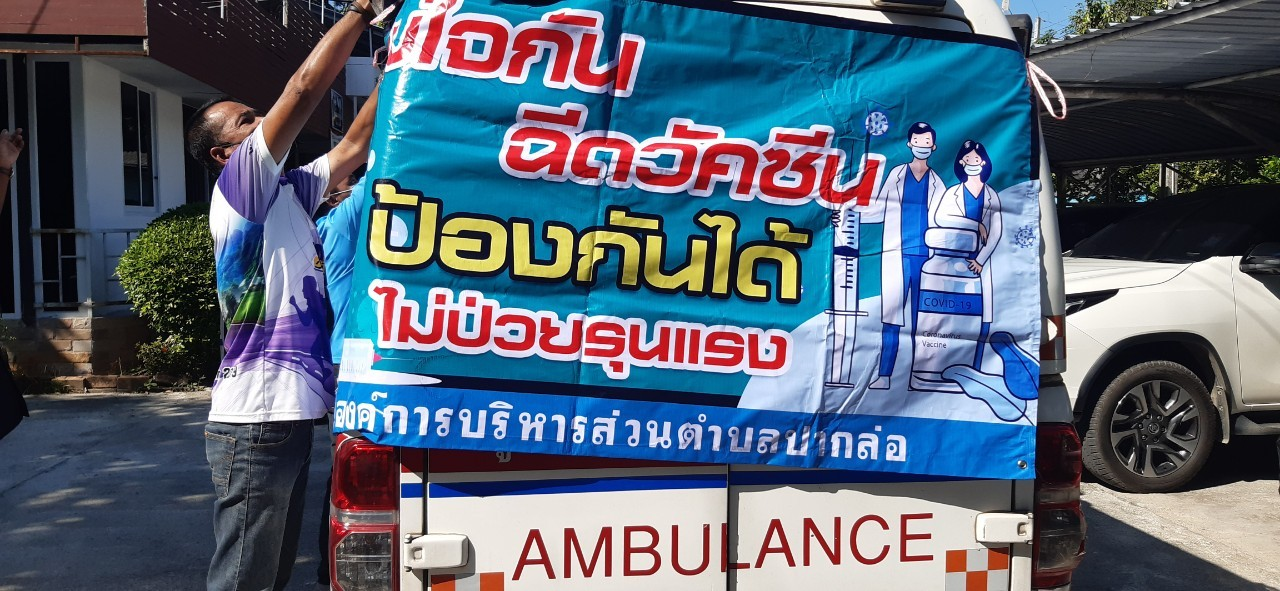 ฉีดวัคซีน
ป้องกันได้
ไม่ป่วยรุนแรง
COVID-19
Coronavirus
Vaccine
องค์การบริหารส่วนตำบลปากล่อ
AMBULANCE